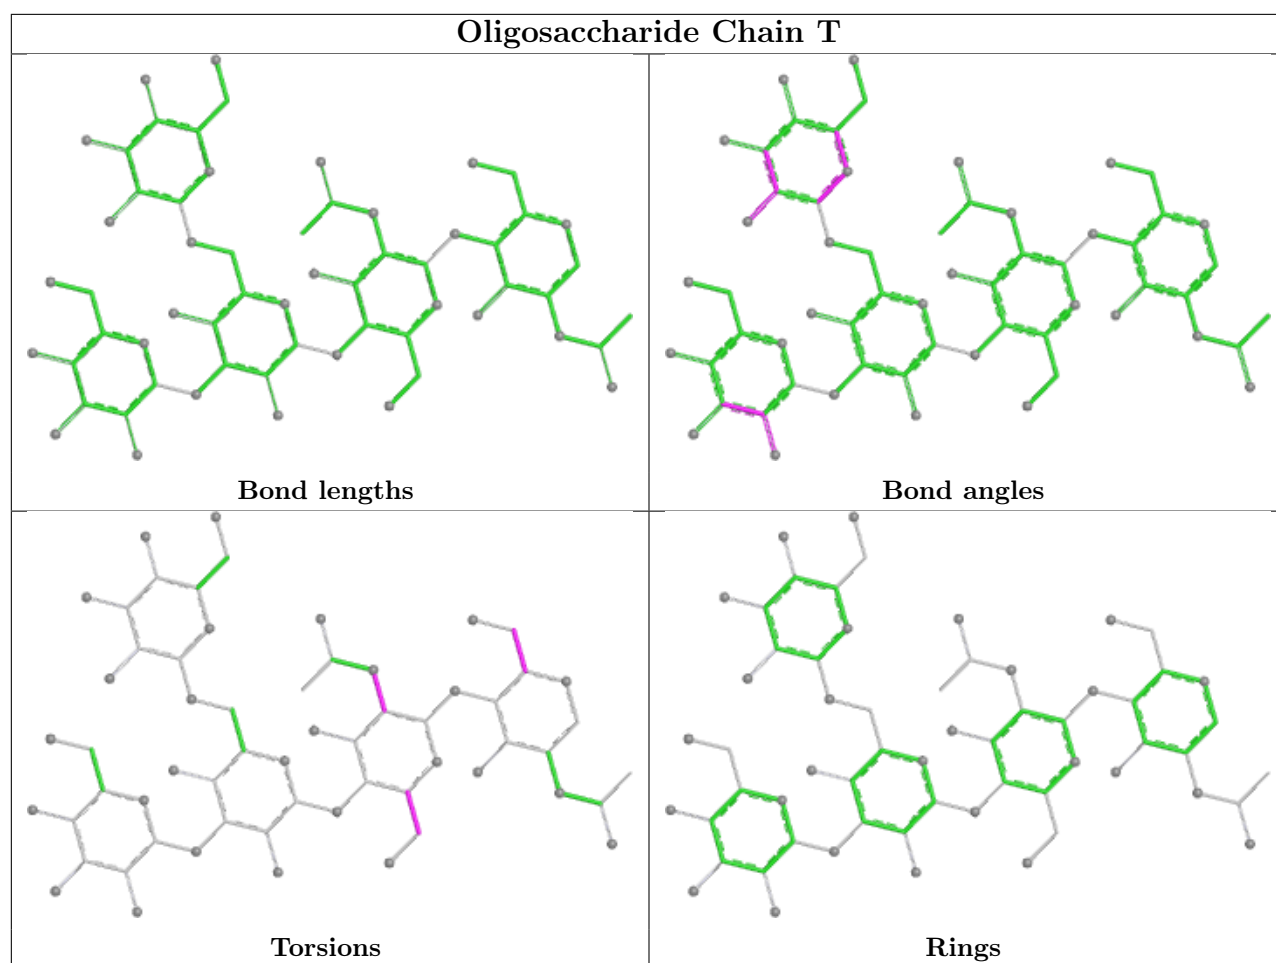 Oligosaccharide Chain T
Bond lengths
Bond angles
Torsions
Rings